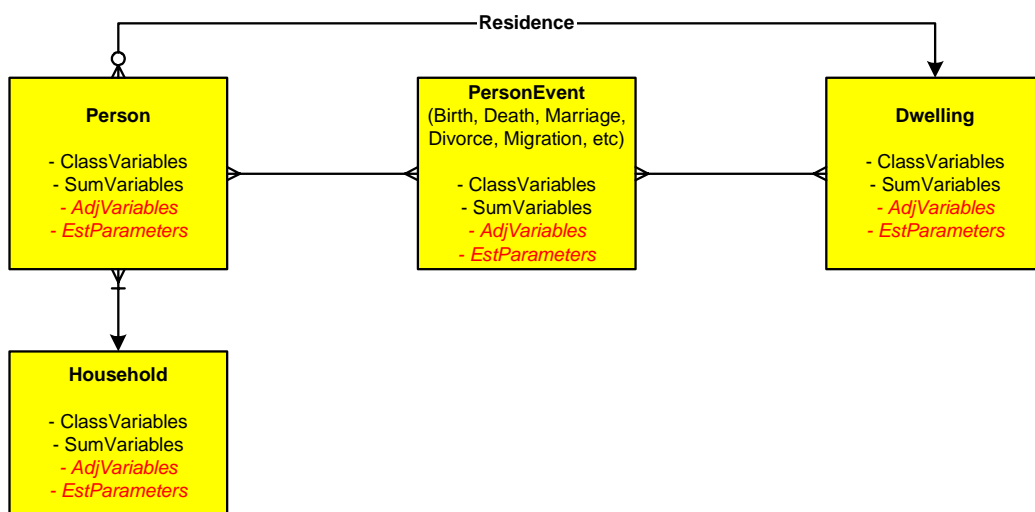 Residence
Person
- ClassVariables
- SumVariables
- AdjVariables
- EstParameters
PersonEvent
(Birth, Death, Marriage,
Divorce, Migration, etc)
- ClassVariables
- SumVariables
- AdjVariables
- EstParameters
Dwelling
- ClassVariables
- SumVariables
- AdjVariables
- EstParameters
Household
- ClassVariables
- SumVariables
- AdjVariables
- EstParameters